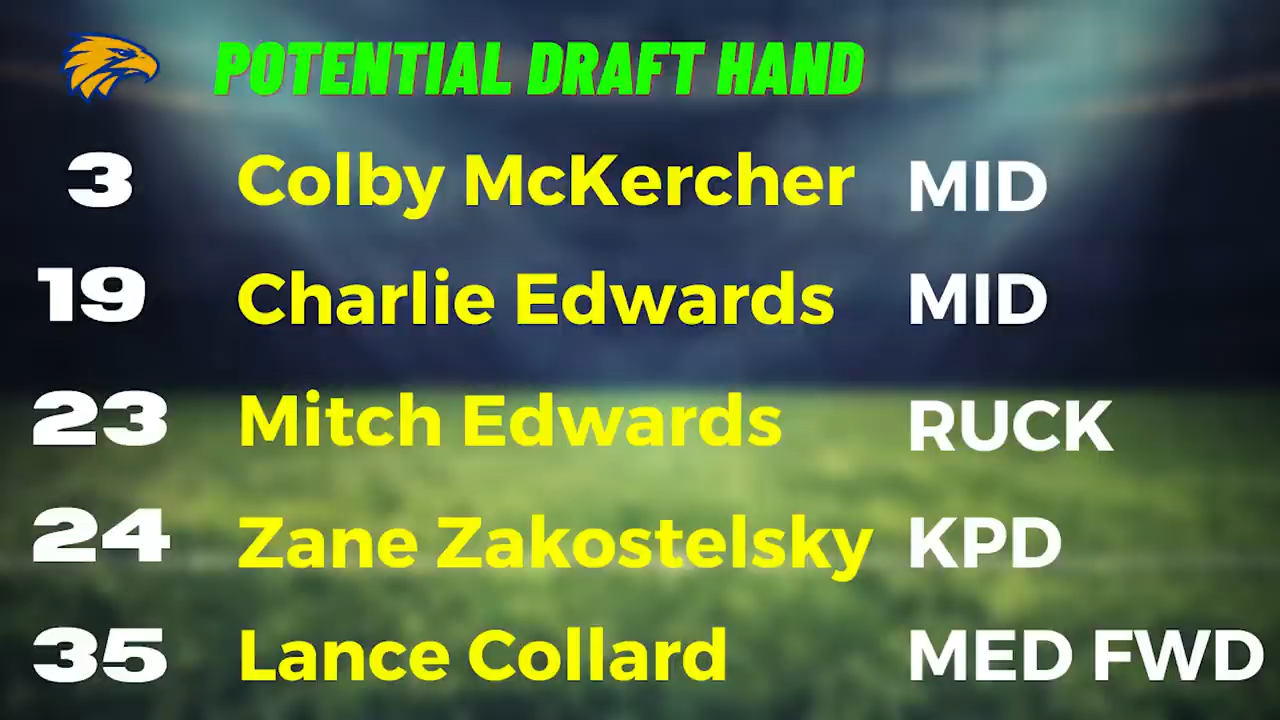 POTENTIAL DRAFT HAND
3 Colby McKercher MID
19 Charlie Edwards MID
23 Mitch Edwards RUCK
24 Zane Zakostelsky KPD
35 Lance Collard MED FWD